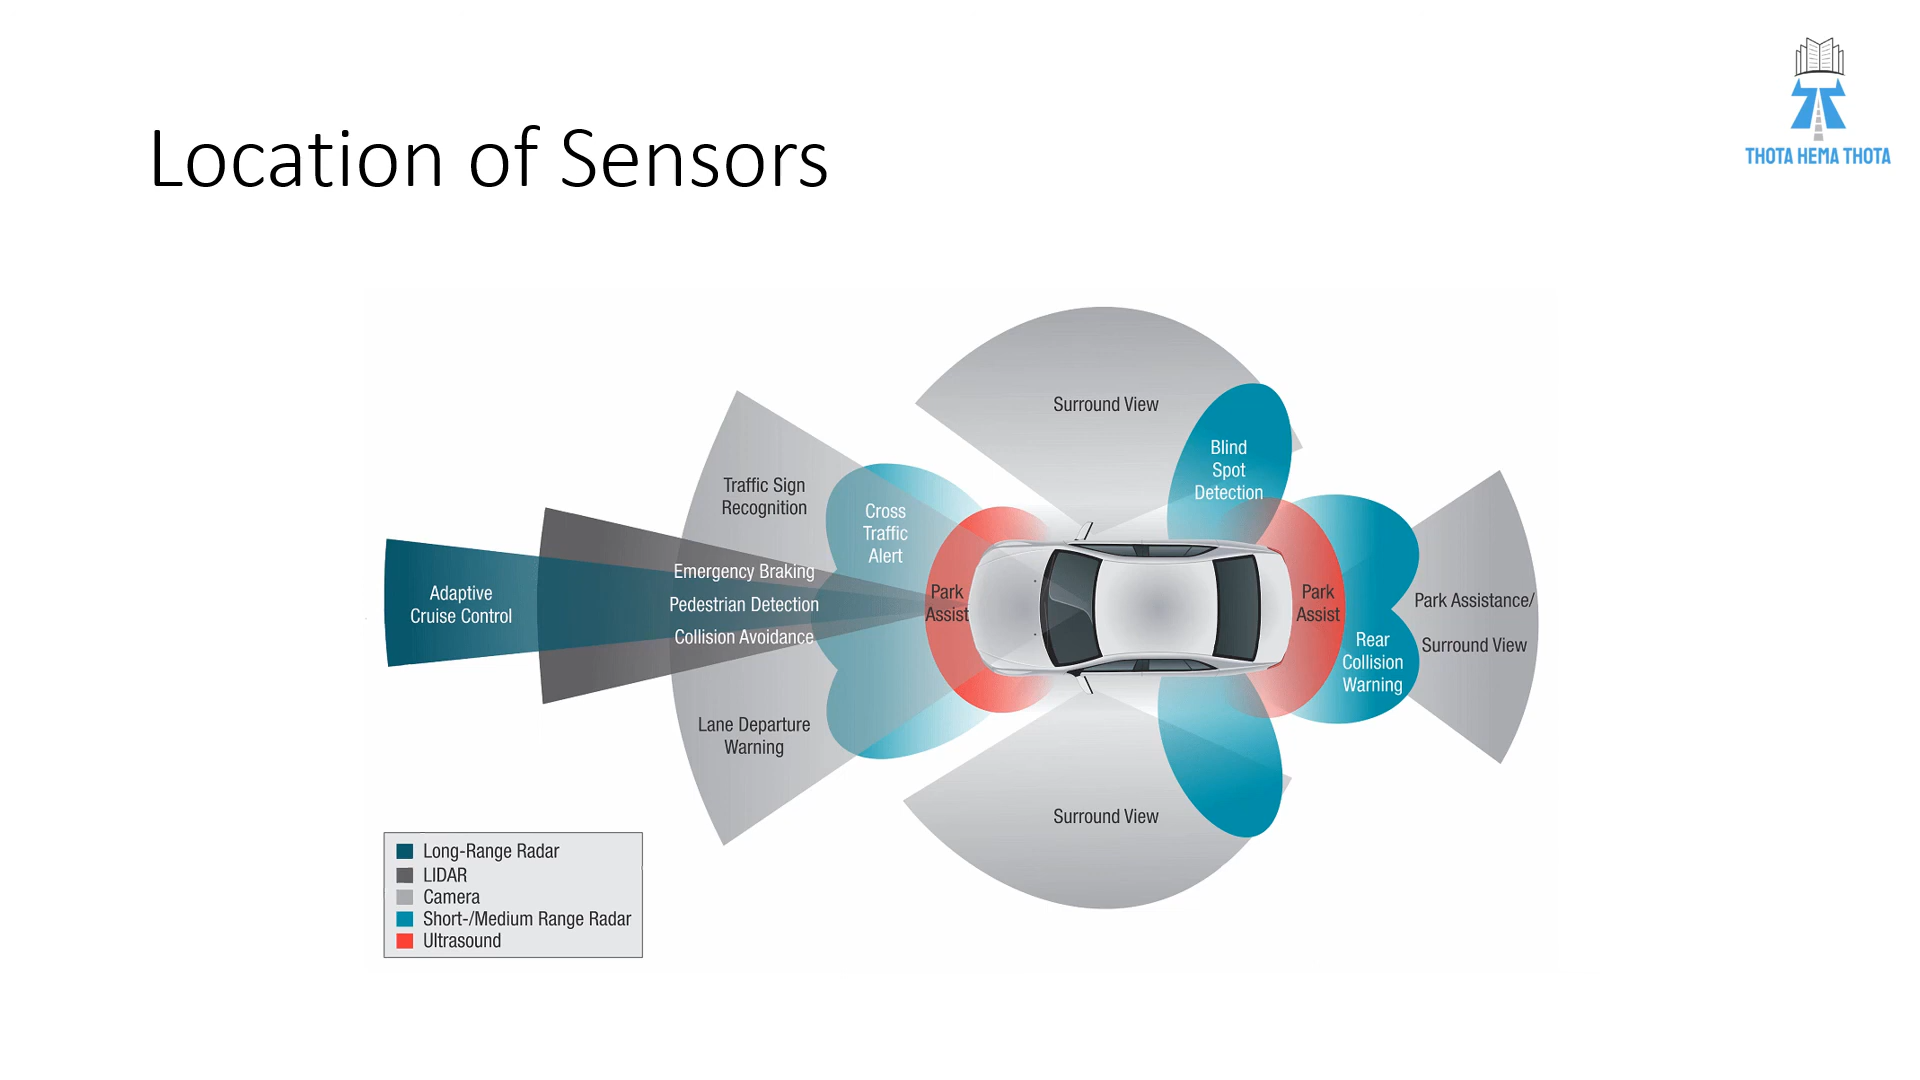 THOTA HEMA THOTA
Location of Sensors
Surround View
Blind
Spot
Detection
Traffic Sign
Recognition
Cross
Traffic
Alert
Emergency Braking
Adaptive
Cruise Control
Pedestrian Detection
Collision Avoidance
Park
Assist
Park
Assist
Park Assistance/
Surround View
Rear
Collision
Warning
Lane Departure
Warning
Surround View
Long-Range Radar
LIDAR
Camera
Short-/Medium Range Radar
Ultrasound